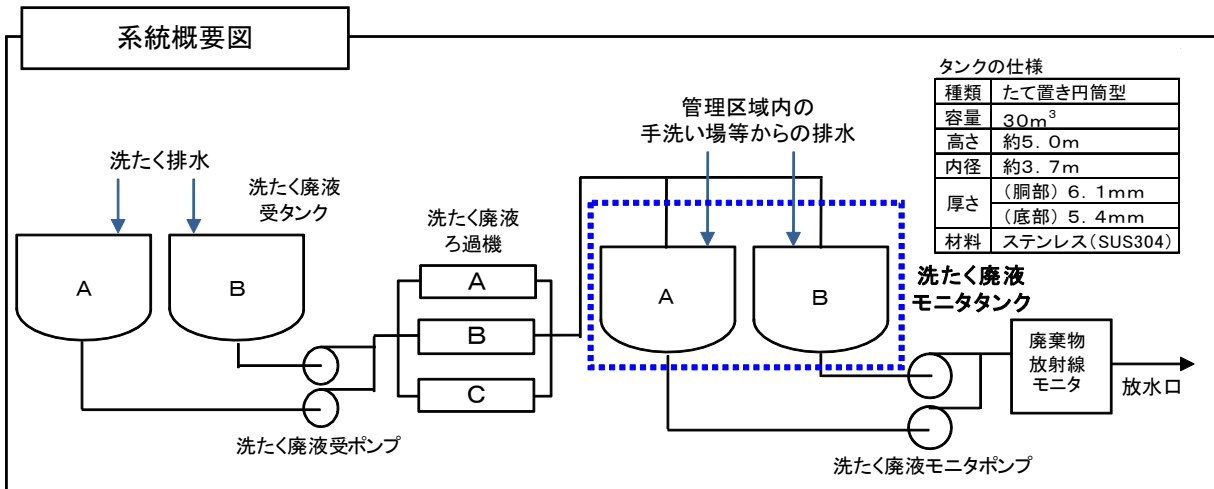 系統概要図
タンクの仕様
種類 たて置き円筒型
容量 30m³
高さ 約5.0m
内径 約3.7m
厚さ (胴部) 6.1mm
(底部) 5.4mm
材料 ステンレス(SUS304)
管理区域内の
手洗い場等からの排水
洗たく排水
洗たく廃液
受タンク
洗たく廃液
ろ過機
A
B
A
B
C
A
B
洗たく廃液
モニタタンク
廃棄物
放射線
モニタ
放水口
洗たく廃液受ポンプ
洗たく廃液モニタポンプ